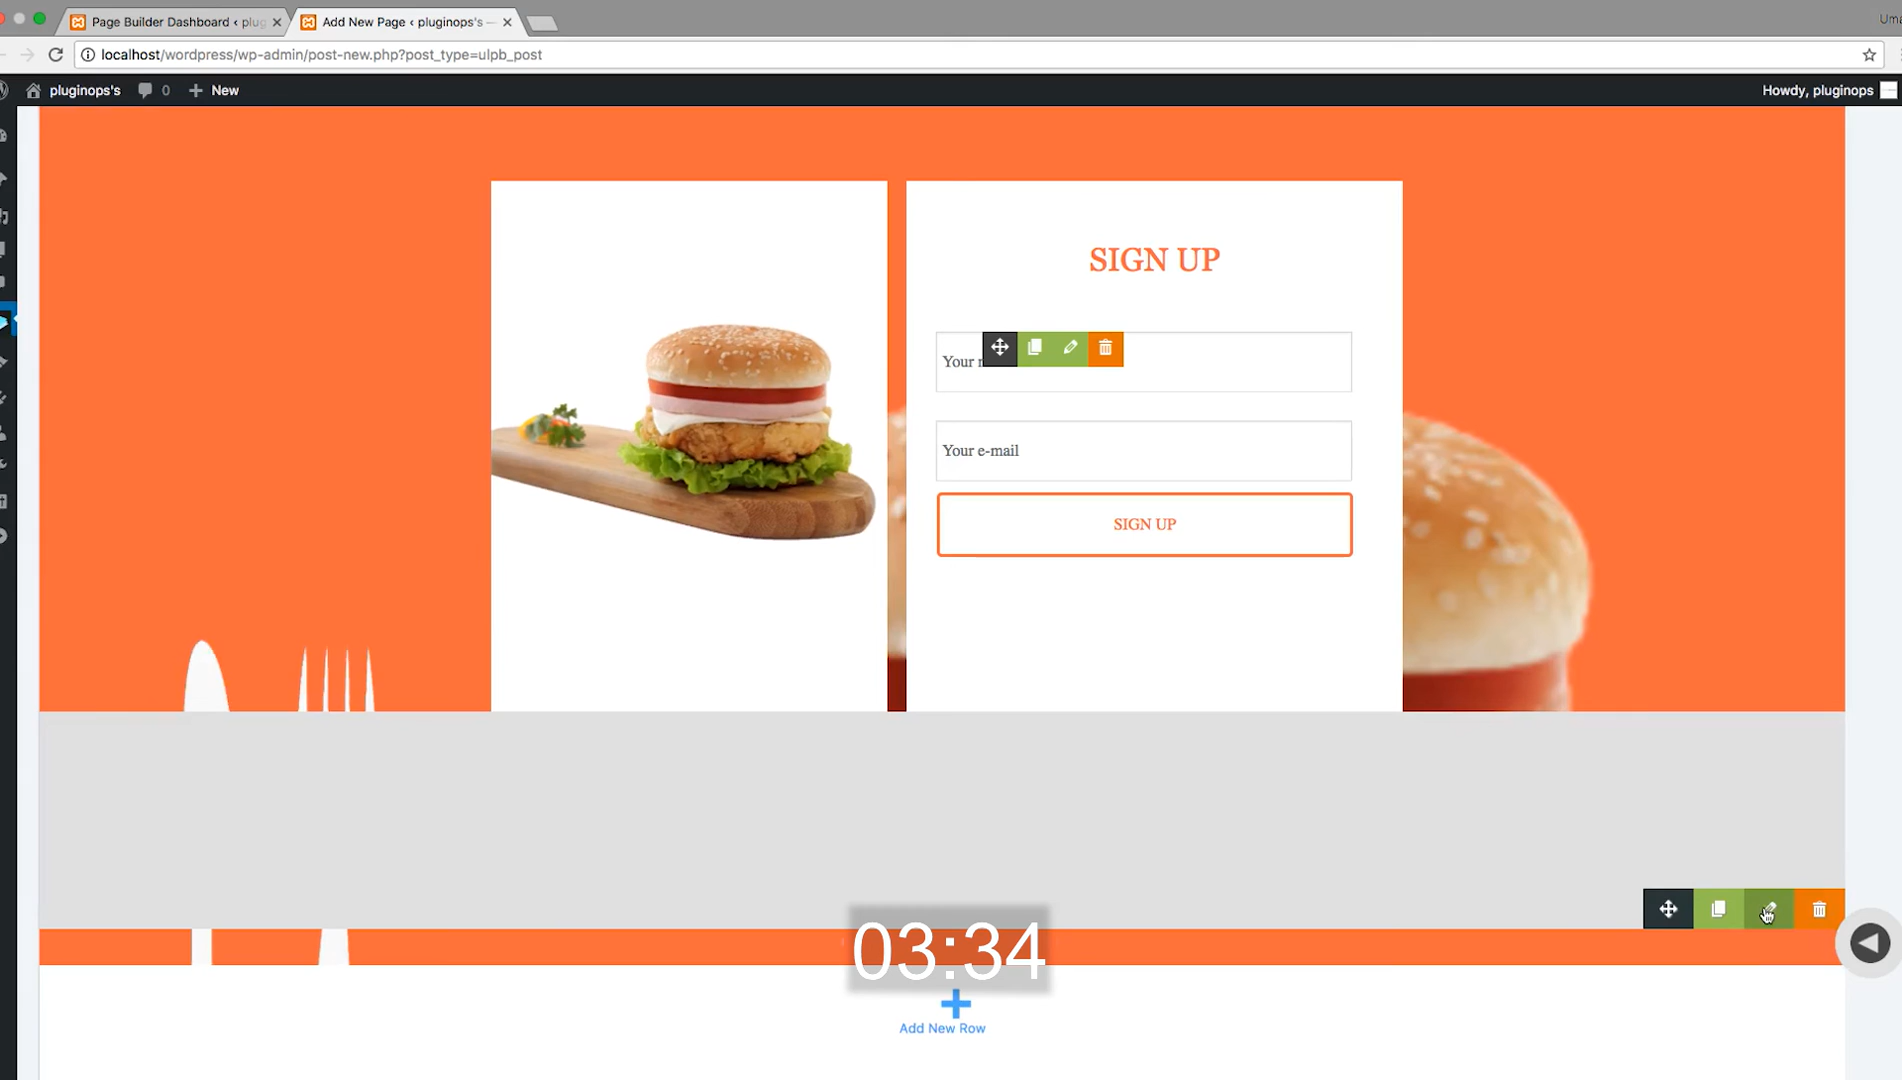 Page Builder Dashboard ‹ plug
Add New Page ‹ pluginops's —
localhost/wordpress/wp-admin/post-new.php?post_type=ulpb_post
pluginops's 0 New
Howdy, pluginops
SIGN UP
Your
Your e-mail
SIGN UP
03:34
Add New Row